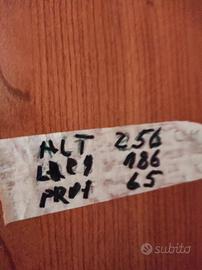 ALT 256
LARG 186
PROF 65
subito